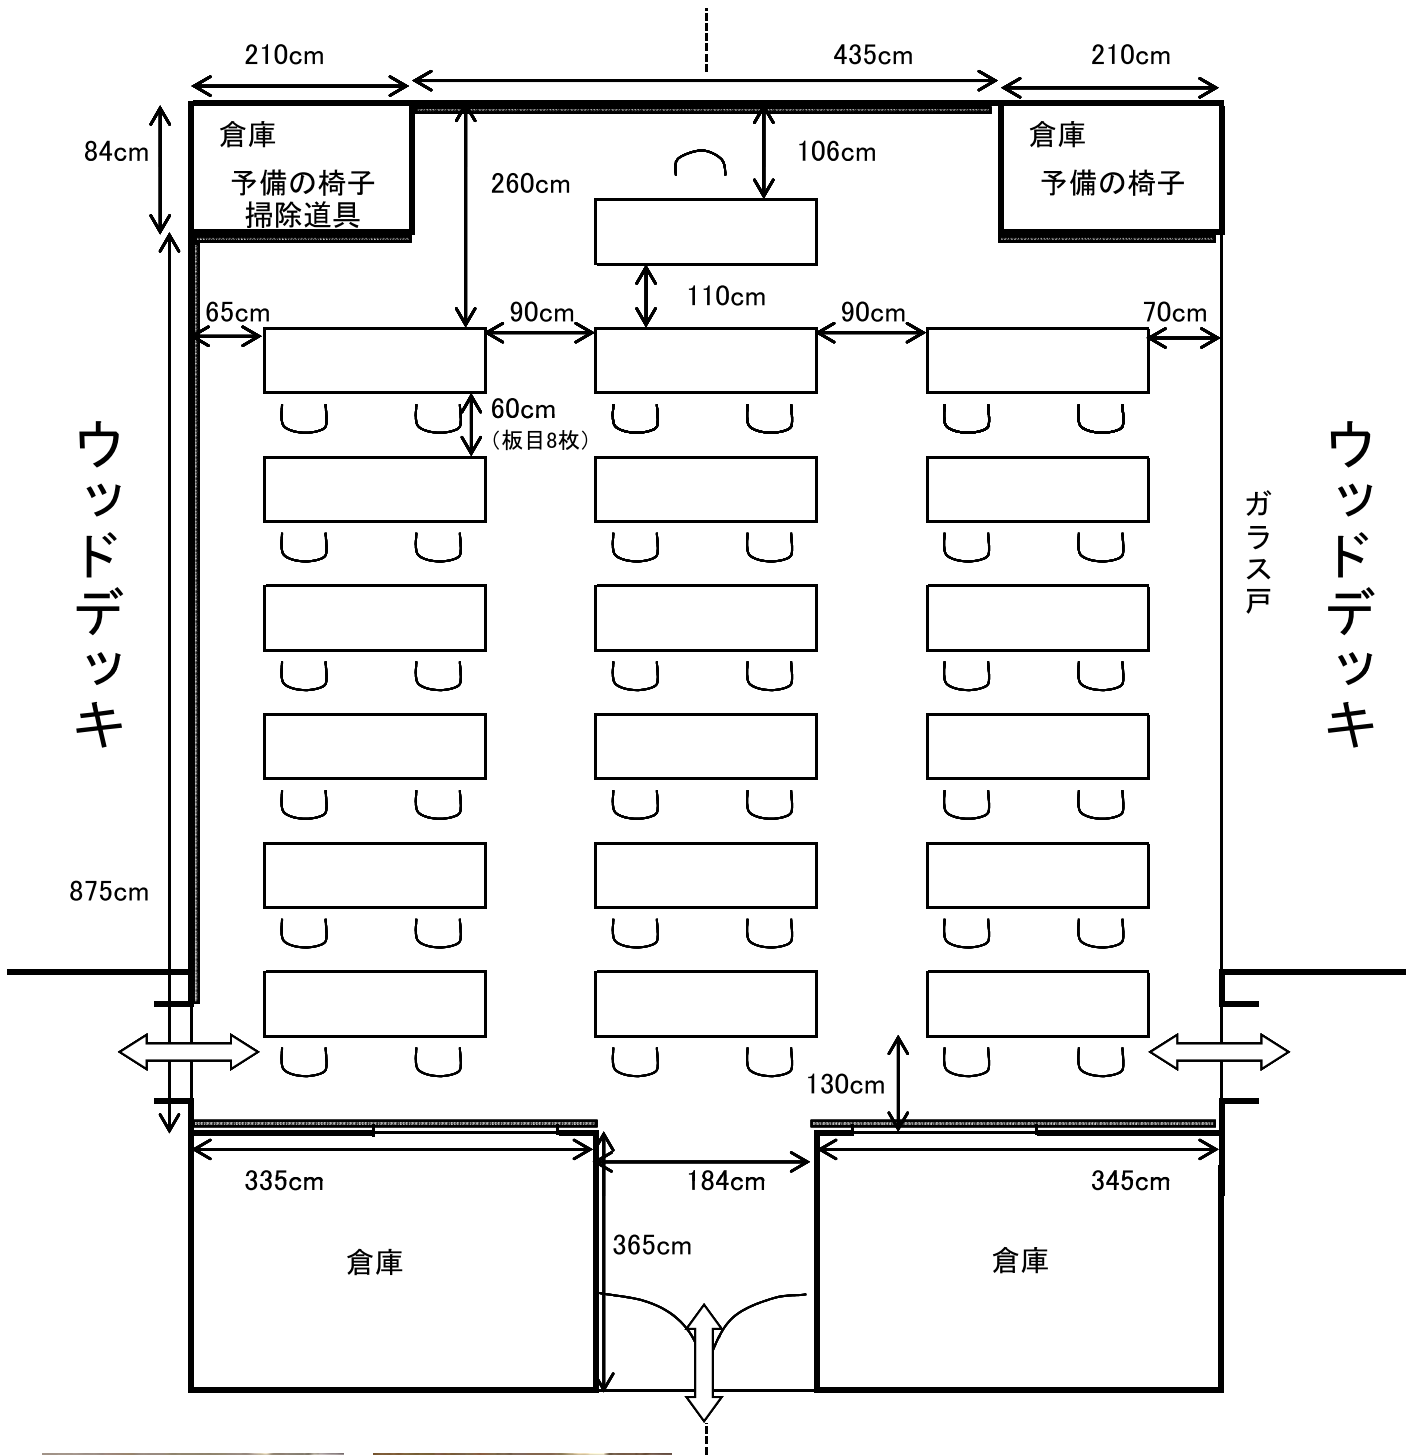 210cm
435cm
210cm
84cm
倉庫
予備の椅子
掃除道具
260cm
106cm
倉庫
予備の椅子
110cm
65cm
90cm
90cm
70cm
60cm
（板目8枚）
ウッドデッキ
ガラス戸
ウッドデッキ
875cm
130cm
335cm
184cm
345cm
365cm
倉庫
倉庫